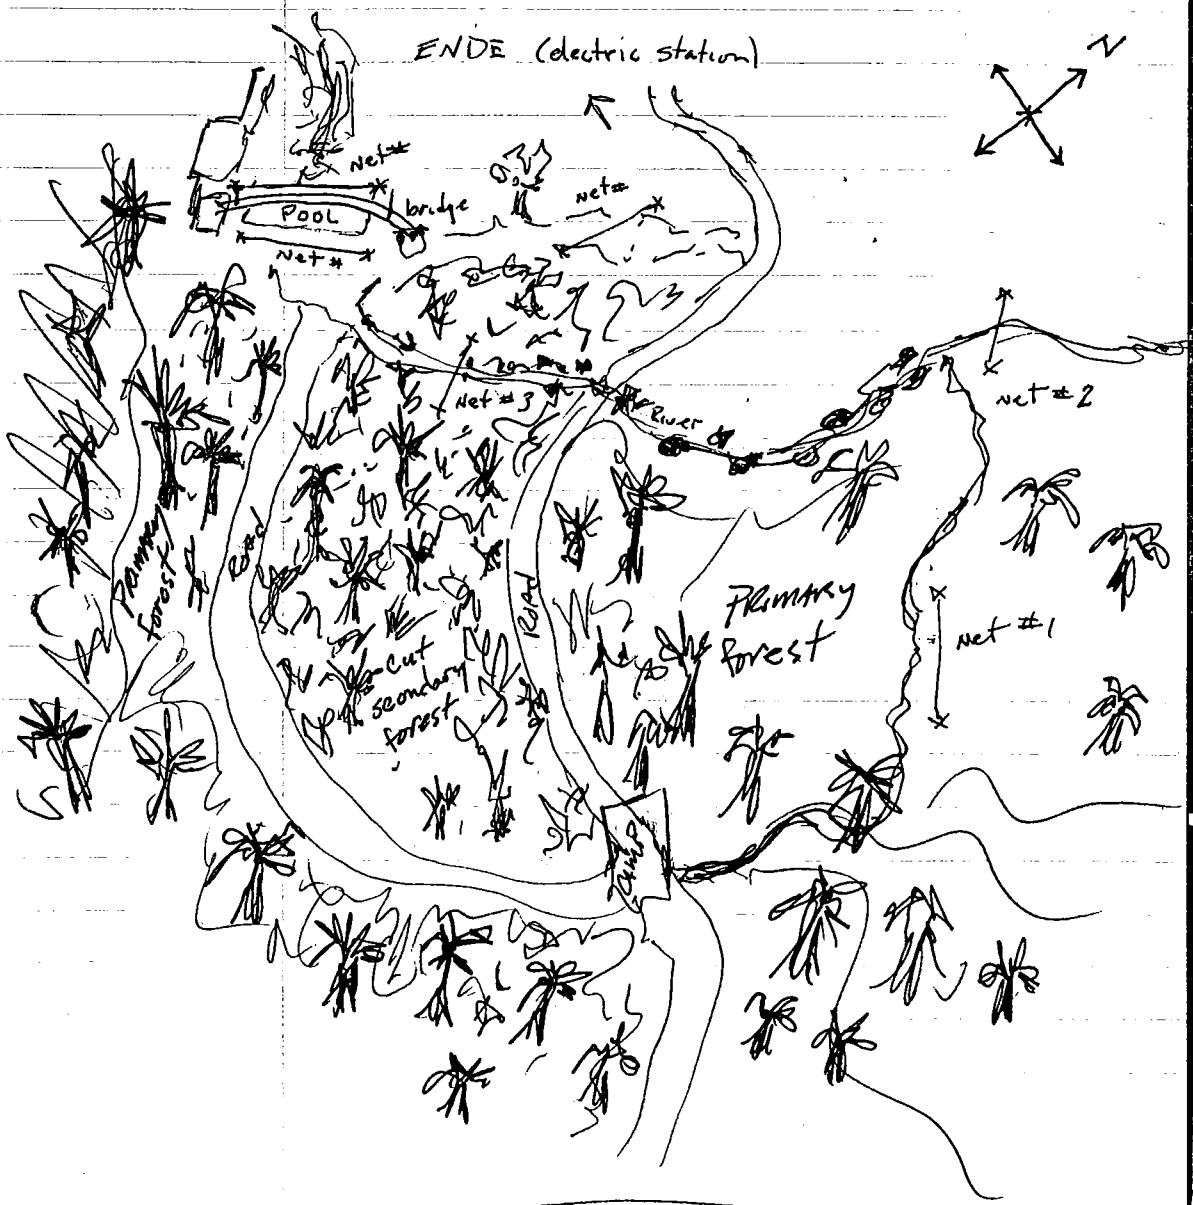 ENDE (electric station)
N
Net #
bridge
POOL
Net #
Net #
Net # 3
River
Net # 2
Road
Primary
forest
ROAD
PRIMARY
forest
Net # 1
Cut
secondary
forest
CAMP